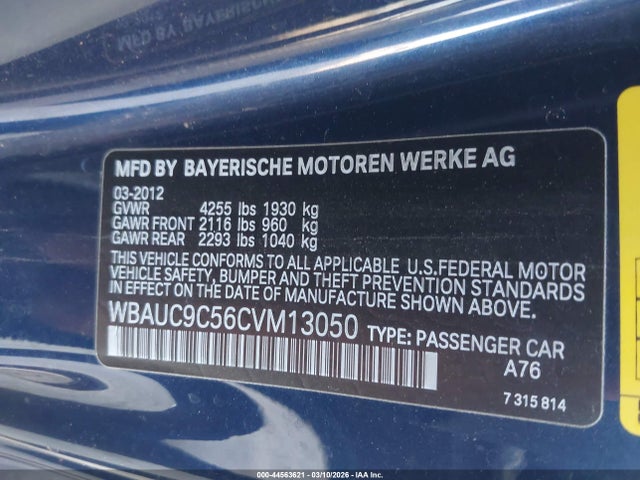 MFD BY BAYERISCHE MOTOREN WERKE AG
03-2012
GVWR 4255 lbs 1930 kg
GAWR FRONT 2116 lbs 960 kg
GAWR REAR 2293 lbs 1040 kg
THIS VEHICLE CONFORMS TO ALL APPLICABLE U.S.FEDERAL MOTOR
VEHICLE SAFETY, BUMPER AND THEFT PREVENTION STANDARDS
IN EFFECT ON THE DATE OF MANUFACTURE SHOWN ABOVE.
WBAUC9C56CVM13050 TYPE: PASSENGER CAR
A76
7 315 814
000-44563621 - 03/10/2026 - IAA Inc.